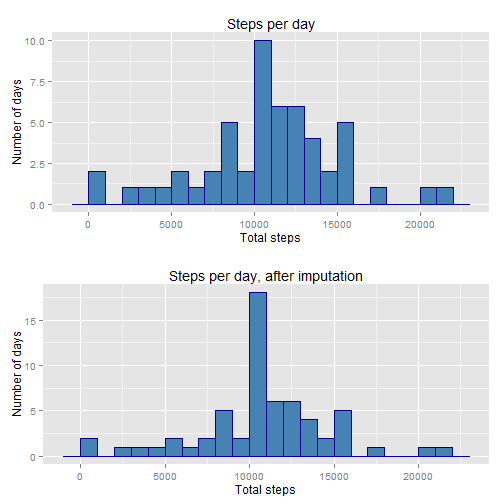 Steps per day
10.0
7.5
5.0
2.5
0.0
Number of days
0 5000 10000 15000 20000
Total steps
Steps per day, after imputation
15
10
5
0
Number of days
0 5000 10000 15000 20000
Total steps